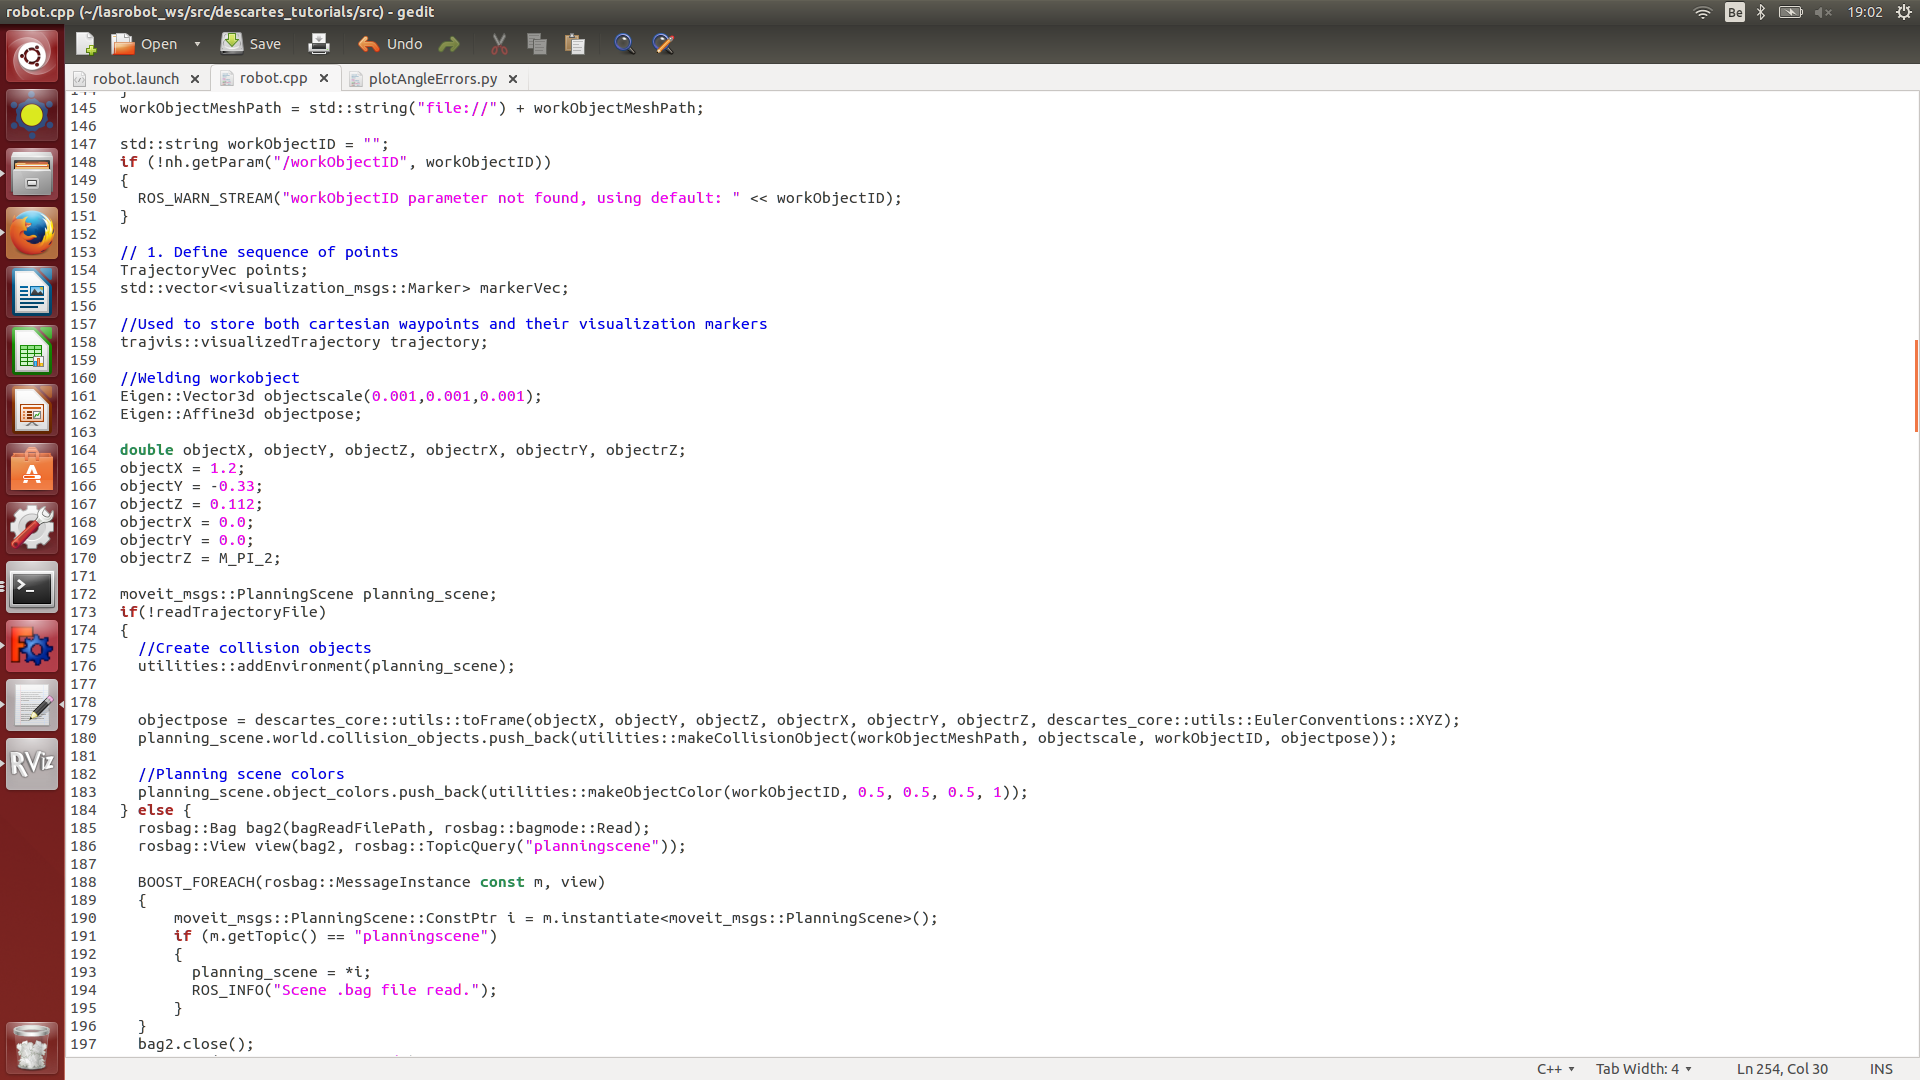 robot.cpp (~/lasrobot_ws/src/descartes_tutorials/src) - gedit
Be
19:02
Open
Save
Undo
robot.launch
robot.cpp
plotAngleErrors.py
145 workObjectMeshPath = std::string("file://") + workObjectMeshPath;
146
147 std::string workObjectID = "";
148 if (!nh.getParam("/workObjectID", workObjectID))
149 {
150 ROS_WARN_STREAM("workObjectID parameter not found, using default: " << workObjectID);
151 }
152
153 // 1. Define sequence of points
154 TrajectoryVec points;
155 std::vector<visualization_msgs::Marker> markerVec;
156
157 //Used to store both cartesian waypoints and their visualization markers
158 trajvis::visualizedTrajectory trajectory;
159
160 //Welding workobject
161 Eigen::Vector3d objectscale(0.001,0.001,0.001);
162 Eigen::Affine3d objectpose;
163
164 double objectX, objectY, objectZ, objectrX, objectrY, objectrZ;
165 objectX = 1.2;
166 objectY = -0.33;
167 objectZ = 0.112;
168 objectrX = 0.0;
169 objectrY = 0.0;
170 objectrZ = M_PI_2;
171
172 moveit_msgs::PlanningScene planning_scene;
173 if(!readTrajectoryFile)
174 {
175 //Create collision objects
176 utilities::addEnvironment(planning_scene);
177
178
179 objectpose = descartes_core::utils::toFrame(objectX, objectY, objectZ, objectrX, objectrY, objectrZ, descartes_core::utils::EulerConventions::XYZ);
180 planning_scene.world.collision_objects.push_back(utilities::makeCollisionObject(workObjectMeshPath, objectscale, workObjectID, objectpose));
181
182 //Planning scene colors
183 planning_scene.object_colors.push_back(utilities::makeObjectColor(workObjectID, 0.5, 0.5, 0.5, 1));
184 } else {
185 rosbag::Bag bag2(bagReadFilePath, rosbag::bagmode::Read);
186 rosbag::View view(bag2, rosbag::TopicQuery("planningscene"));
187
188 BOOST_FOREACH(rosbag::MessageInstance const m, view)
189 {
190 moveit_msgs::PlanningScene::ConstPtr i = m.instantiate<moveit_msgs::PlanningScene>();
191 if (m.getTopic() == "planningscene")
192 {
193 planning_scene = *i;
194 ROS_INFO("Scene .bag file read.");
195 }
196 }
197 bag2.close();
RViz
C++
Tab Width: 4
Ln 254, Col 30
INS